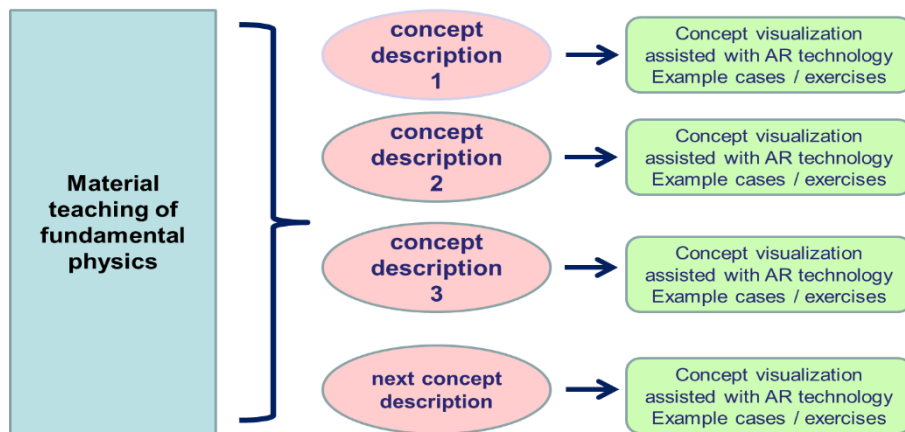 Material
teaching of
fundamental
physics
concept
description
1
Concept visualization
assisted with AR technology
Example cases / exercises
concept
description
2
Concept visualization
assisted with AR technology
Example cases / exercises
concept
description
3
Concept visualization
assisted with AR technology
Example cases / exercises
next concept
description
Concept visualization
assisted with AR technology
Example cases / exercises